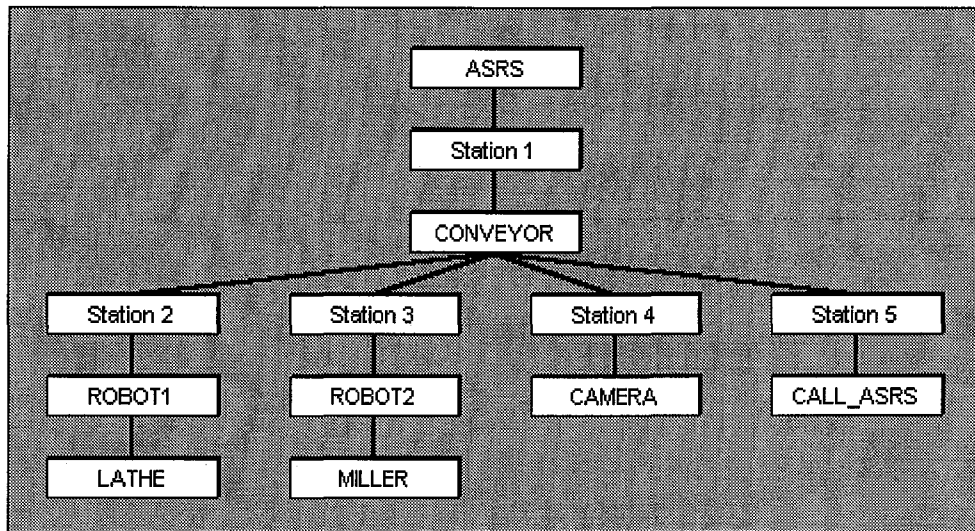 ASRS
Station 1
CONVEYOR
Station 2
Station 3
Station 4
Station 5
ROBOT1
ROBOT2
CAMERA
CALL_ASRS
LATHE
MILLER